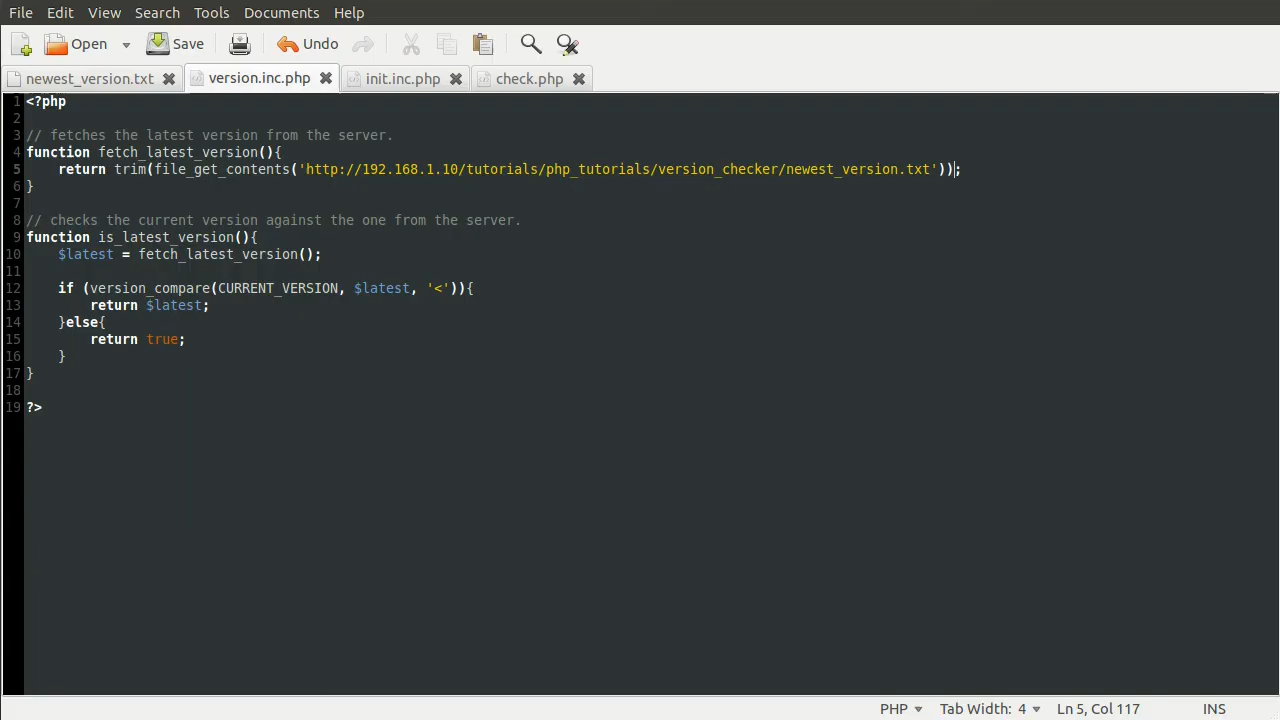 File Edit View Search Tools Documents Help
Open Save Undo
newest_version.txt version.inc.php init.inc.php check.php
1 <?php
2
3 // fetches the latest version from the server.
4 function fetch_latest_version(){
5     return trim(file_get_contents('http://192.168.1.10/tutorials/php_tutorials/version_checker/newest_version.txt'));
6 }
7
8 // checks the current version against the one from the server.
9 function is_latest_version(){
10     $latest = fetch_latest_version();
11
12     if (version_compare(CURRENT_VERSION, $latest, '<')){
13         return $latest;
14     }else{
15         return true;
16     }
17 }
18
19 ?>
PHP Tab Width: 4 Ln 5, Col 117 INS